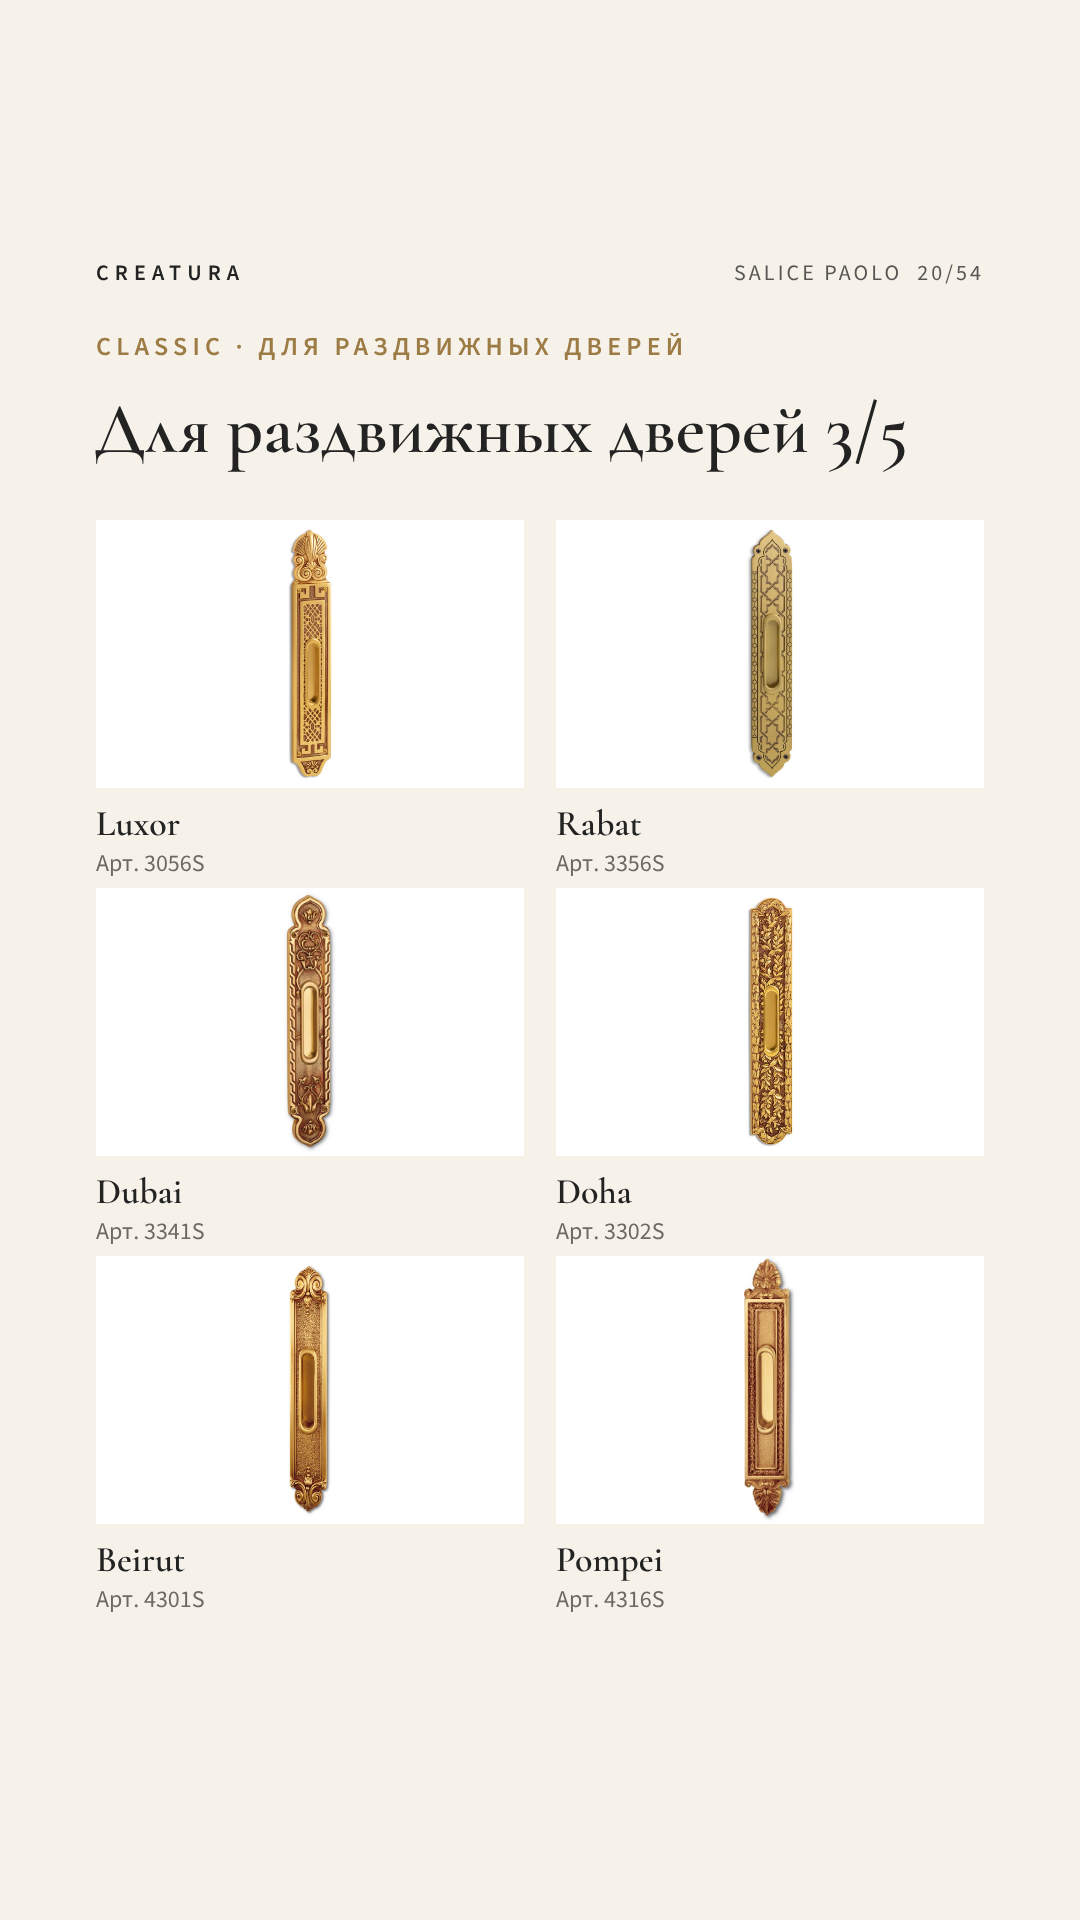 CREATURA
SALICE PAOLO 20/54
CLASSIC · ДЛЯ РАЗДВИЖНЫХ ДВЕРЕЙ
Для раздвижных дверей 3/5
Luxor
Арт. 3056S
Rabat
Арт. 3356S
Dubai
Арт. 3341S
Doha
Арт. 3302S
Beirut
Арт. 4301S
Pompei
Арт. 4316S